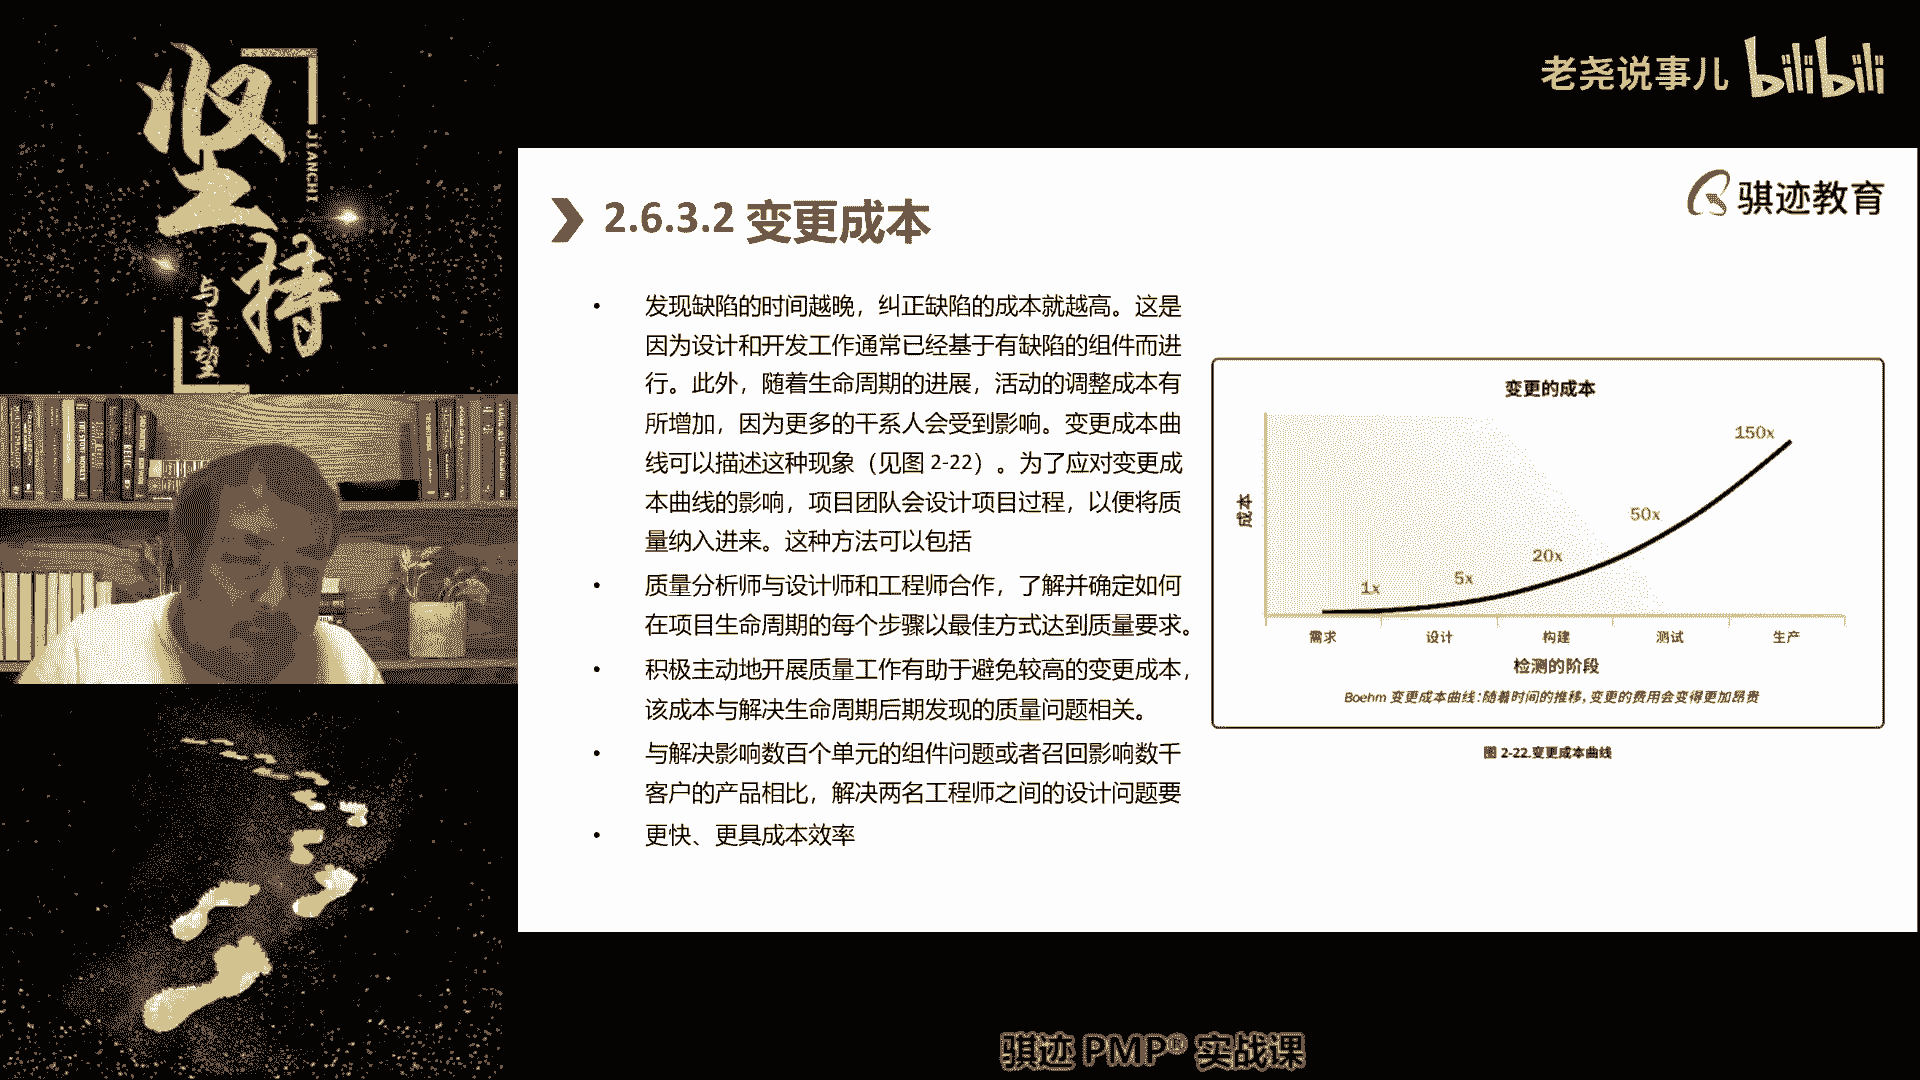 坚持
JIANCHI
与希望
老尧说事儿 bilibili
骐迹教育
2.6.3.2 变更成本
• 发现缺陷的时间越晚，纠正缺陷的成本就越高。这是
因为设计和开发工作通常已经基于有缺陷的组件而进
行。此外，随着生命周期的进展，活动的调整成本有
所增加，因为更多的干系人会受到影响。变更成本曲
线可以描述这种现象（见图 2-22）。为了应对变更成
本曲线的影响，项目团队会设计项目过程，以便将质
量纳入进来。这种方法可以包括
• 质量分析师与设计师和工程师合作，了解并确定如何
在项目生命周期的每个步骤以最佳方式达到质量要求。
• 积极主动地开展质量工作有助于避免较高的变更成本，
该成本与解决生命周期后期发现的质量问题相关。
• 与解决影响数百个单元的组件问题或者召回影响数千
客户的产品相比，解决两名工程师之间的设计问题要
• 更快、更具成本效率
变更的成本
成本
1x
5x
20x
50x
150x
需求 设计 构建 测试 生产
检测的阶段
Boehm 变更成本曲线：随着时间的推移，变更的费用会变得更加昂贵
图 2-22.变更成本曲线
骐迹 PMP® 实战课